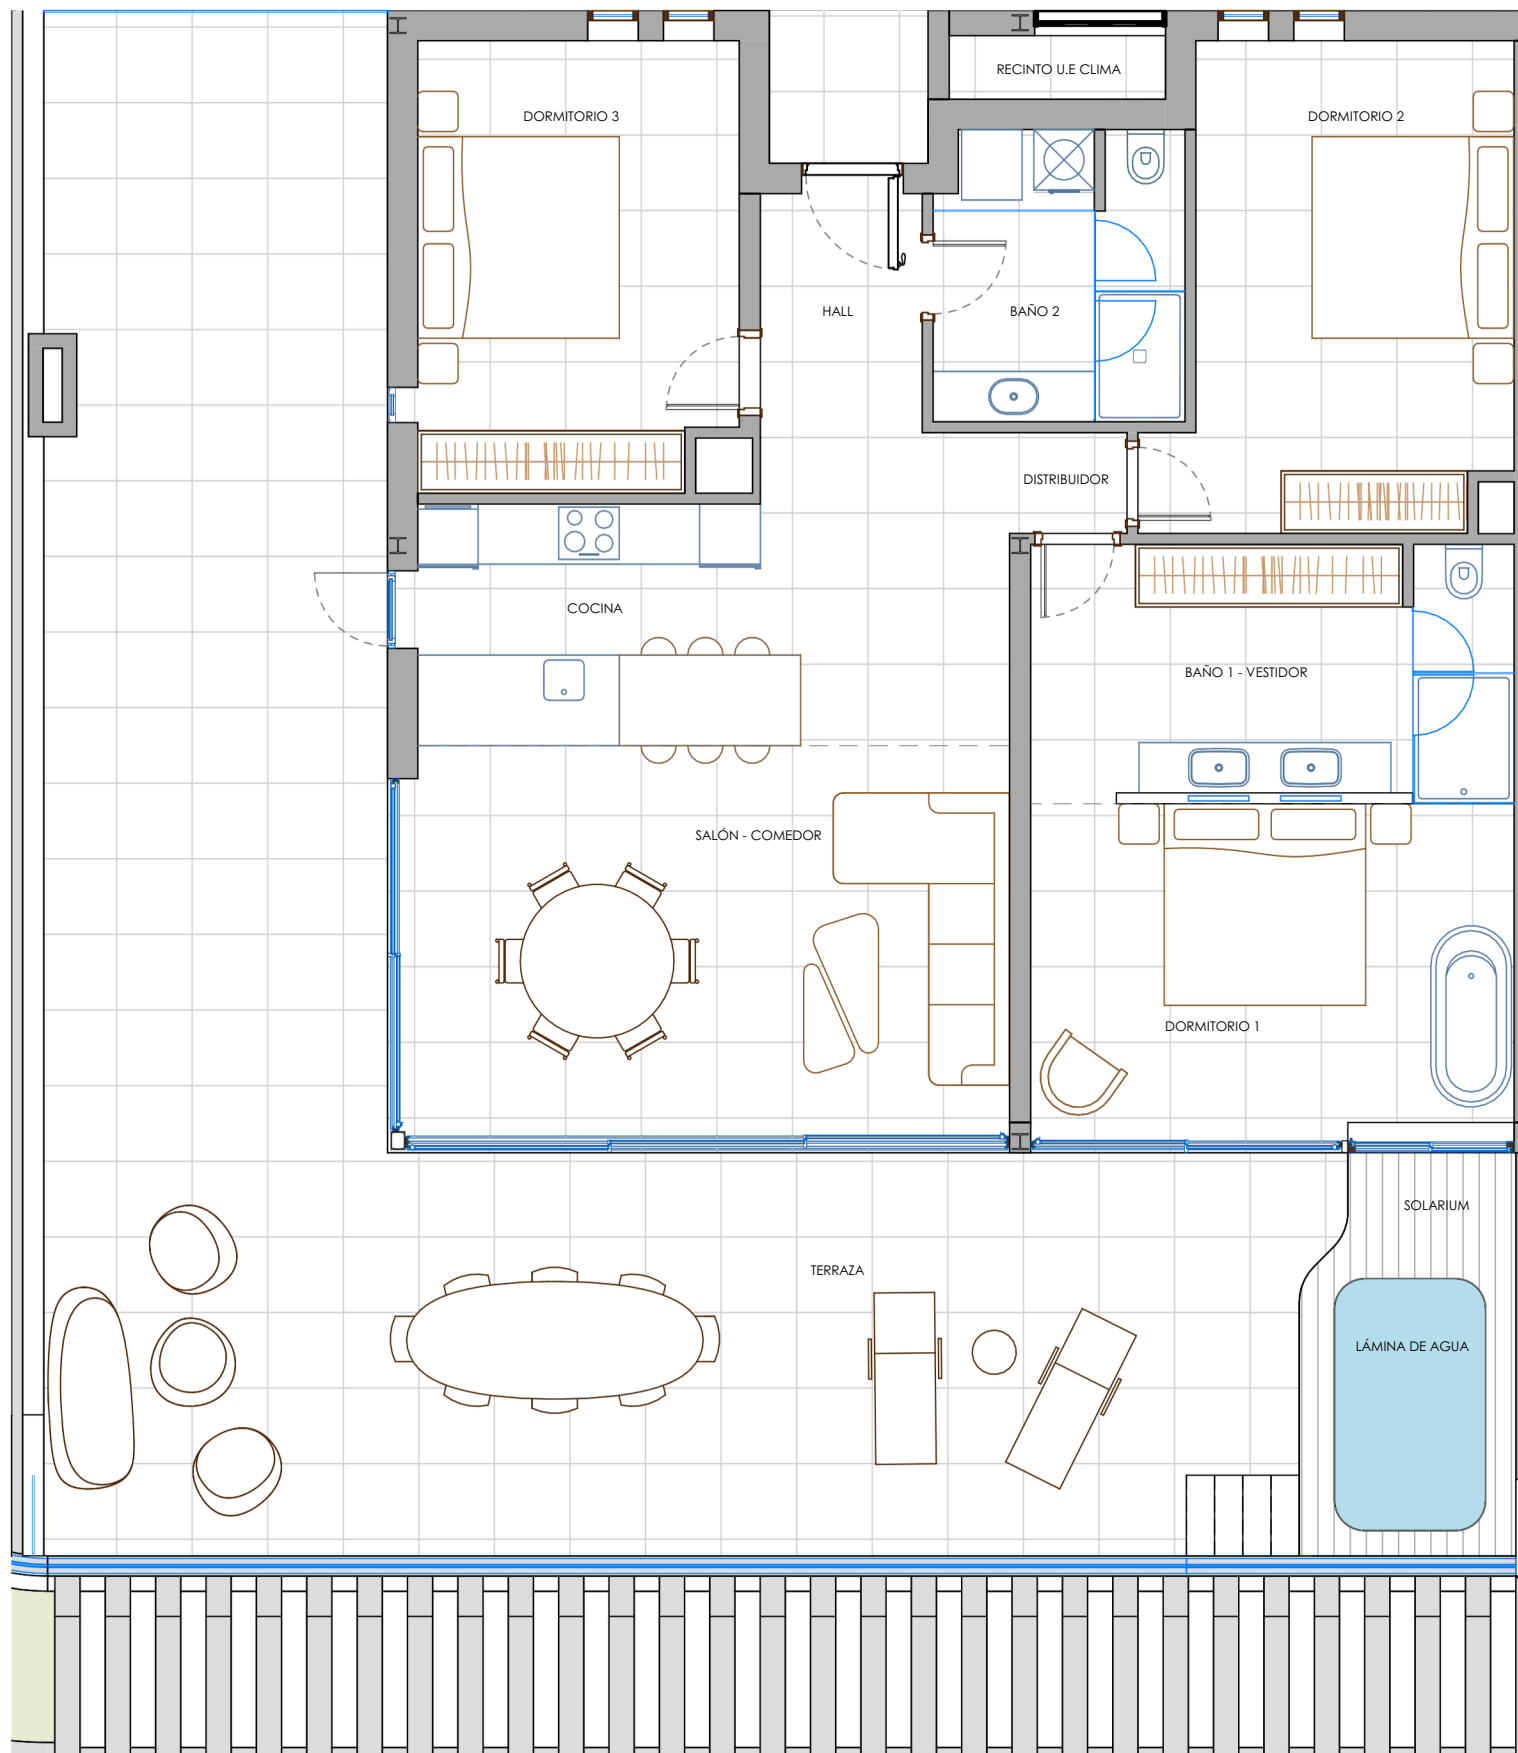 RECINTO U.E CLIMA
DORMITORIO 3
DORMITORIO 2
HALL
BAÑO 2
DISTRIBUIDOR
COCINA
BAÑO 1 - VESTIDOR
SALÓN - COMEDOR
DORMITORIO 1
SOLARIUM
TERRAZA
LÁMINA DE AGUA